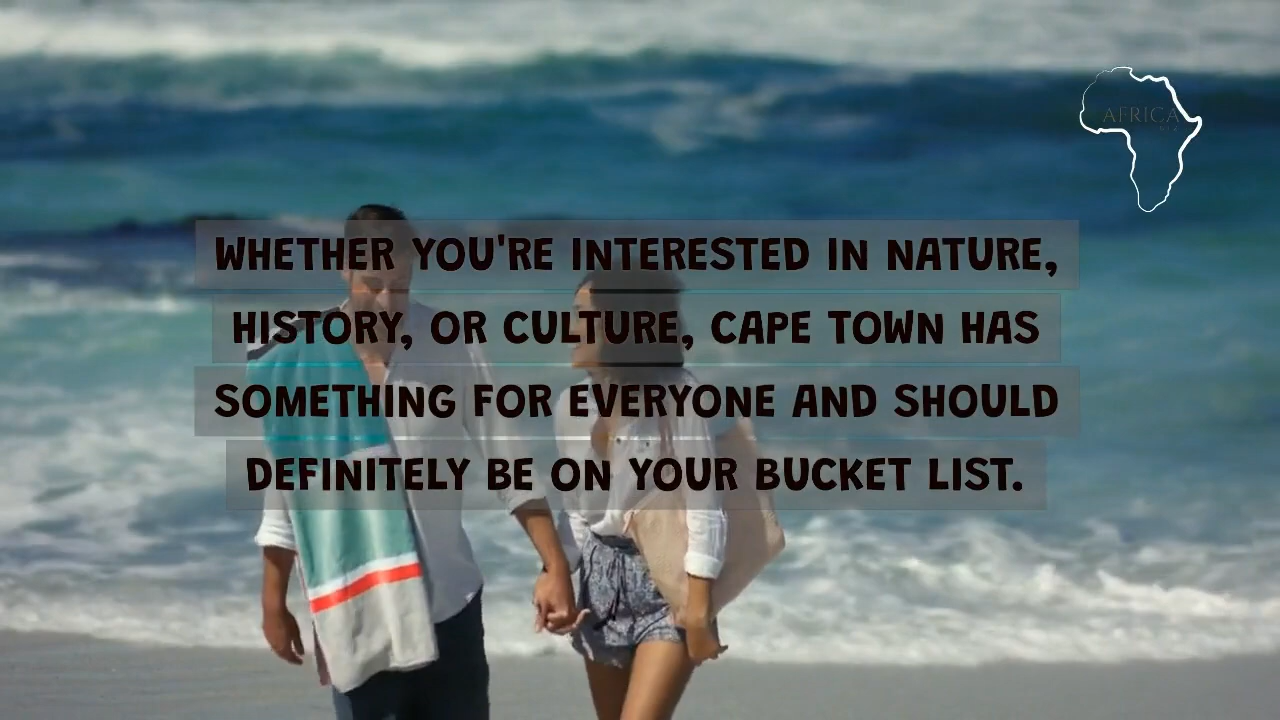 AFRICA
WHETHER YOU'RE INTERESTED IN NATURE,
HISTORY, OR CULTURE, CAPE TOWN HAS
SOMETHING FOR EVERYONE AND SHOULD
DEFINITELY BE ON YOUR BUCKET LIST.